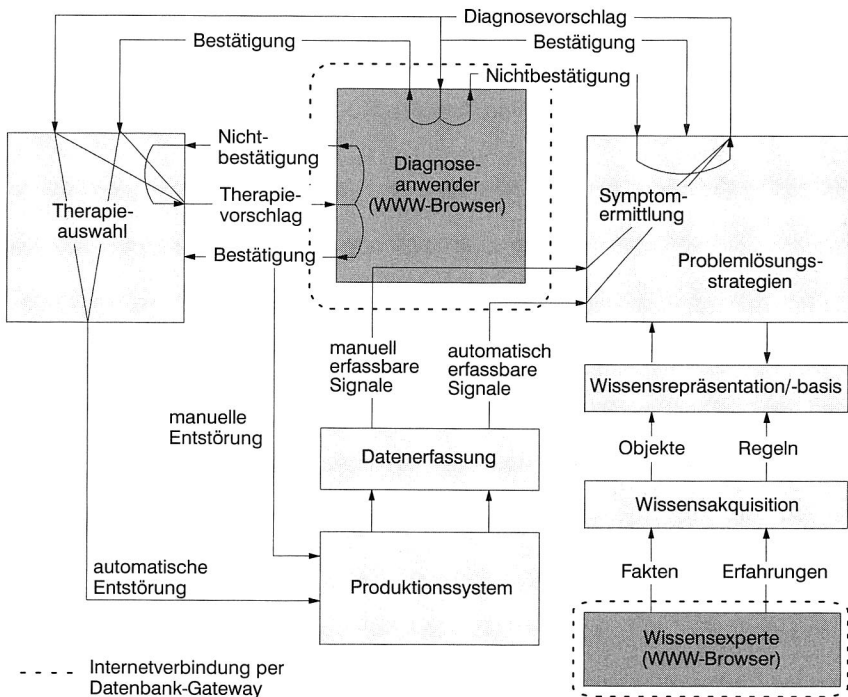 Diagnosevorschlag
Bestätigung
Bestätigung
Nichtbestätigung
Nicht-
bestätigung
Therapie-
vorschlag
Bestätigung
Therapie-
auswahl
Diagnose-
anwender
(WWW-Browser)
Symptom-
ermittlung
Problemlösungs-
strategien
manuell
erfassbare
Signale
automatisch
erfassbare
Signale
Wissensrepräsentation/-basis
manuelle
Entstörung
Datenerfassung
Objekte
Regeln
Wissensakquisition
automatische
Entstörung
Produktionssystem
Fakten
Erfahrungen
Wissensexperte
(WWW-Browser)
Internetverbindung per
Datenbank-Gateway